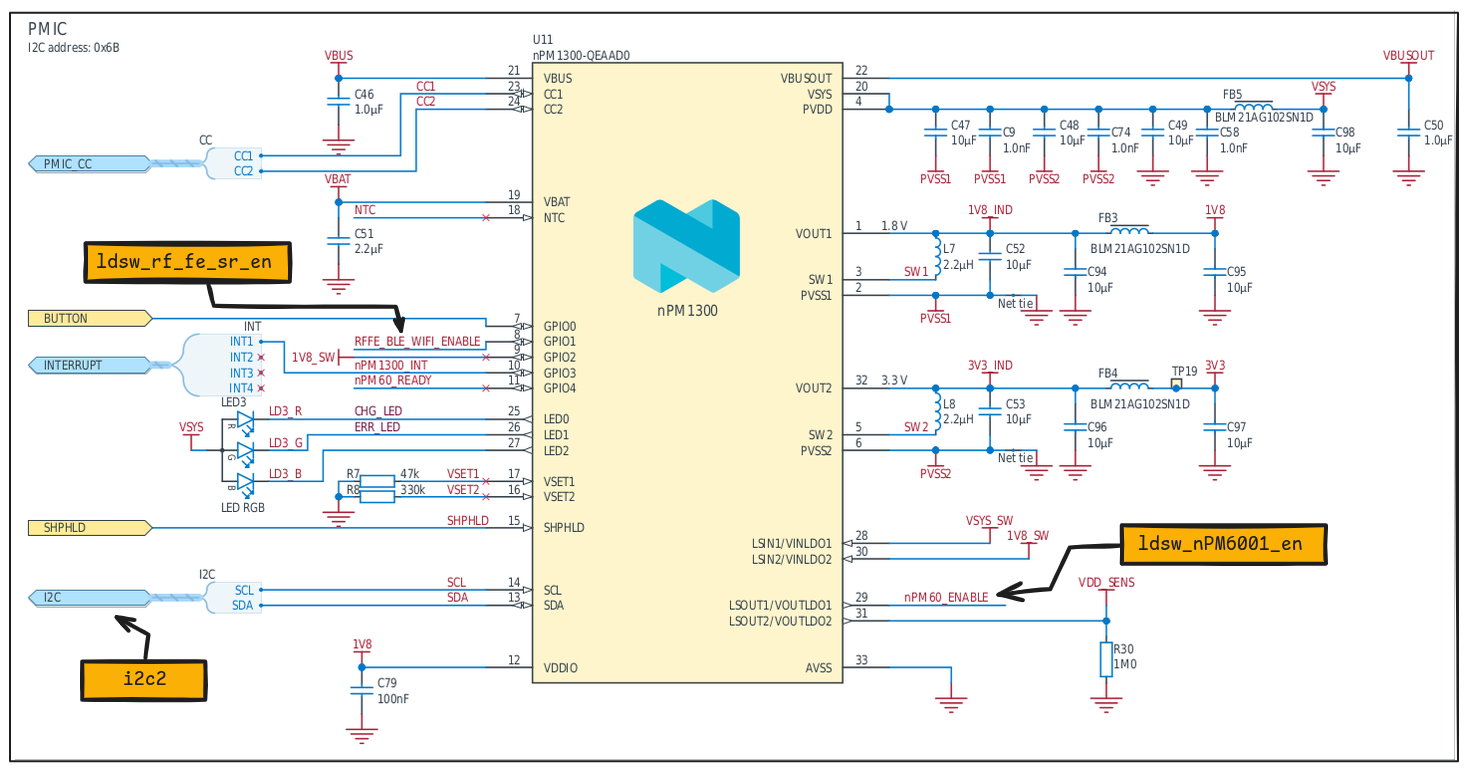 PMIC
I2C address: 0x6B
U11
nPM1300-QEAAD0
VBUS
C46
1.0µF
CC1
CC2
21
23
24
VBUS
CC1
CC2
CC
CC1
CC2
PMIC_CC
VBAT
NTC
C51
2.2µF
19
18
VBAT
NTC
ldsw_rf_fe_sr_en
BUTTON
INT
INTERRUPT
INT1
INT2
INT3
INT4
RFFE_BLE_WIFI_ENABLE
1V8_SW
nPM1300_INT
nPM60_READY
7
8
9
10
11
GPIO0
GPIO1
GPIO2
GPIO3
GPIO4
LED3
VSYS
R
G
B
LD3_R
LD3_G
LD3_B
LED RGB
CHG_LED
ERR_LED
25
26
27
LED0
LED1
LED2
R7
47k
VSET1
R8
330k
VSET2
17
16
VSET1
VSET2
SHPHLD
SHPHLD
15
SHPHLD
I2C
I2C
SCL
SDA
SCL
SDA
14
13
SCL
SDA
i2c2
1V8
C79
100nF
12
VDDIO
nPM1300
VBUSOUT
VSYS
PVDD
22
20
4
VBUSOUT
C50
1.0µF
FB5
BLM21AG102SN1D
VSYS
C47
10µF
C9
1.0nF
C48
10µF
C74
1.0nF
C49
10µF
C58
1.0nF
C98
10µF
PVSS1
PVSS1
PVSS2
PVSS2
VOUT1
SW1
PVSS1
1
3
2
1.8 V
1V8_IND
SW1
L7
2.2µH
C52
10µF
FB3
BLM21AG102SN1D
1V8
C94
10µF
C95
10µF
Net tie
PVSS1
VOUT2
SW2
PVSS2
32
5
6
3.3 V
3V3_IND
SW2
L8
2.2µH
C53
10µF
FB4
BLM21AG102SN1D
TP19
3V3
C96
10µF
C97
10µF
Net tie
PVSS2
LSIN1/VINLDO1
LSIN2/VINLDO2
28
30
VSYS_SW
1V8_SW
ldsw_nPM6001_en
LSOUT1/VOUTLDO1
LSOUT2/VOUTLDO2
29
31
nPM60_ENABLE
VDD_SENS
R30
1M0
AVSS
33